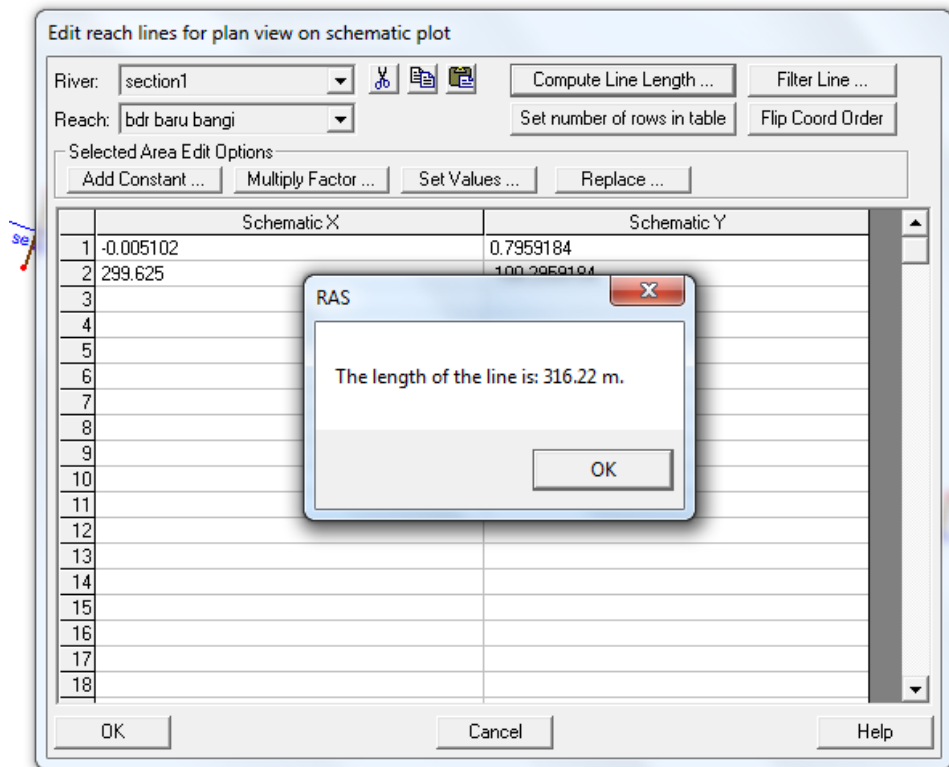 Edit reach lines for plan view on schematic plot
River: section1 Compute Line Length ... Filter Line ...
Reach: bdr baru bangi Set number of rows in table Flip Coord Order
Selected Area Edit Options
Add Constant ... Multiply Factor ... Set Values ... Replace ...
Schematic X Schematic Y
se
1 -0.005102 0.7959184
2 299.625
3
4
5
6
7
8
9
10
11
12
13
14
15
16
17
18
RAS
The length of the line is: 316.22 m.
OK
OK Cancel Help